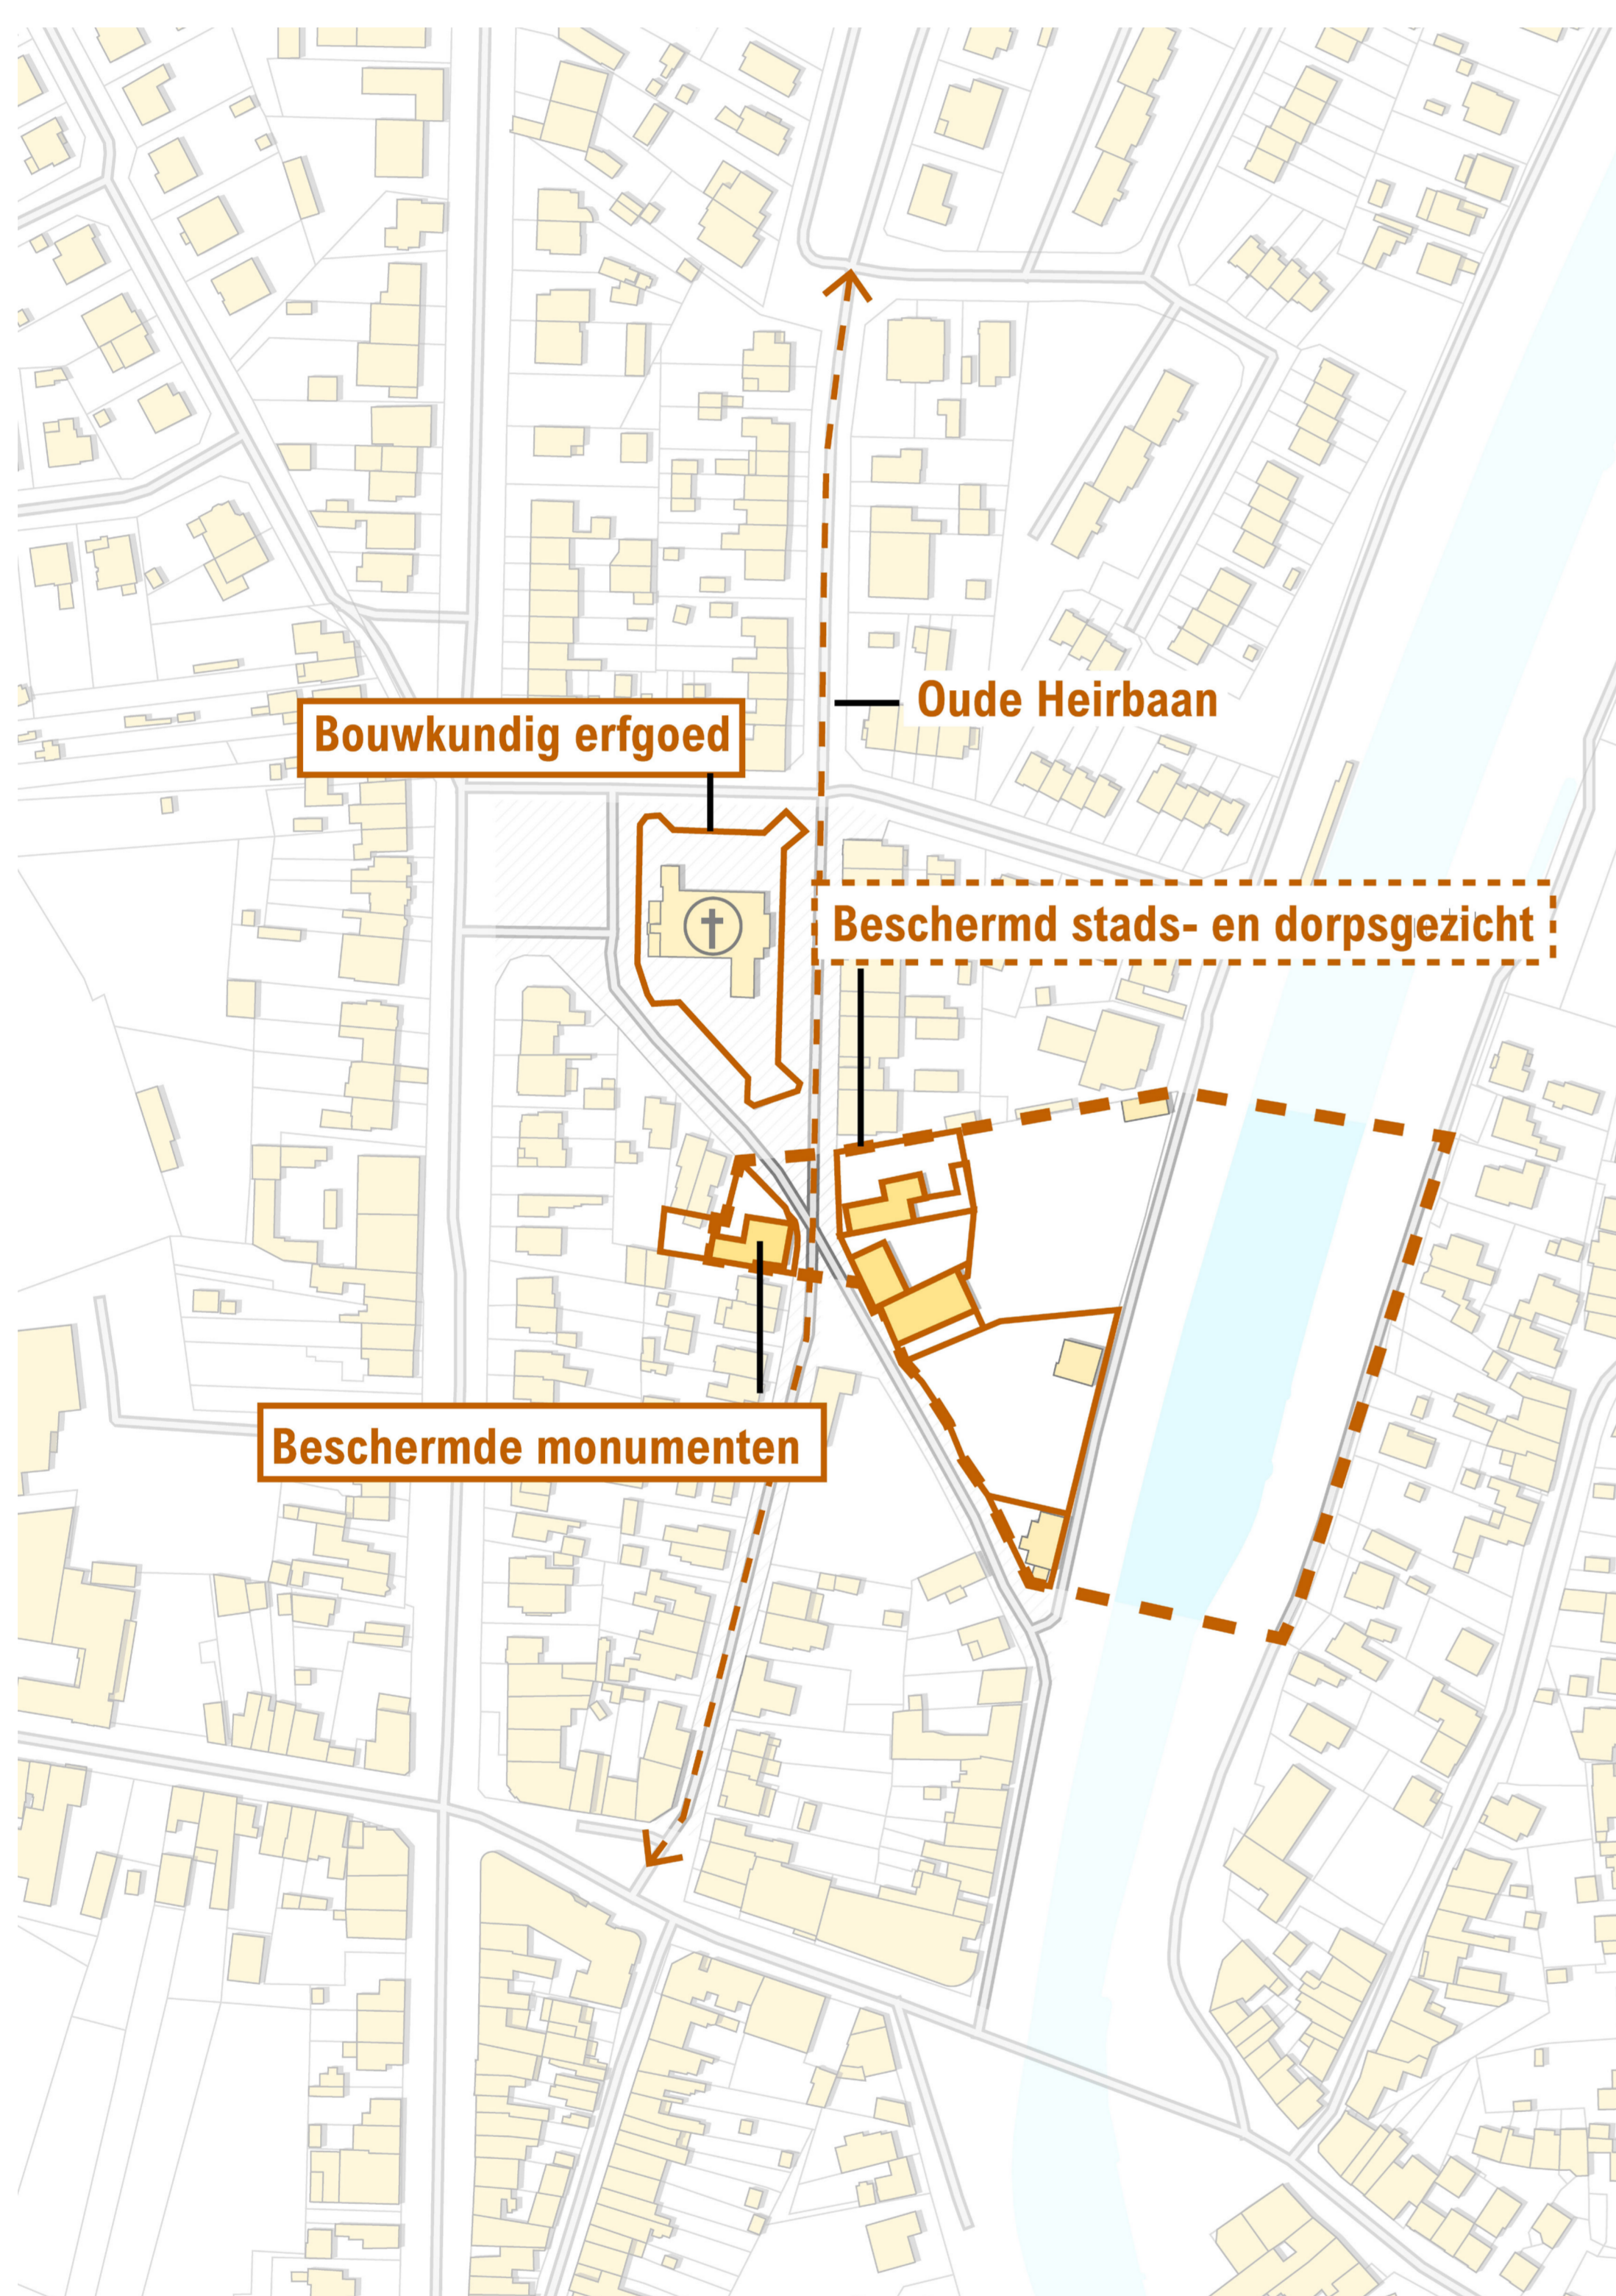 Oude Heirbaan
Bouwkundig erfgoed
Beschermd stads- en dorpsgezicht
Beschermde monumenten